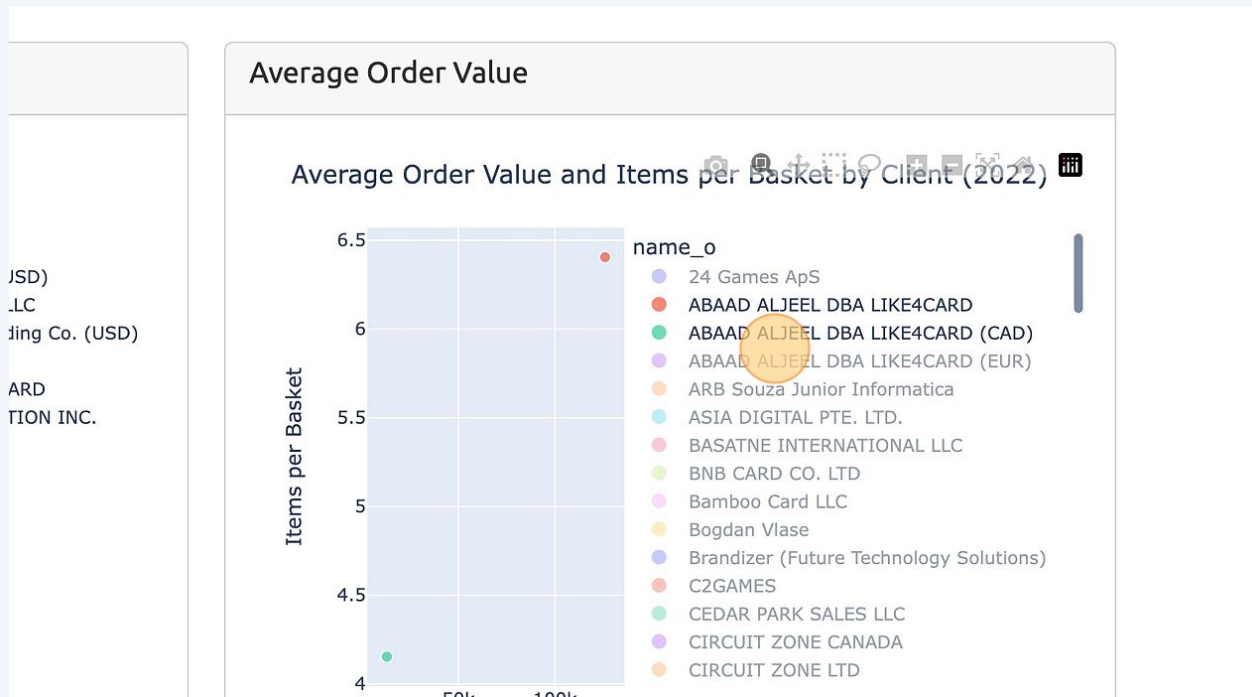 Average Order Value
Average Order Value and Items per Basket by Client (2022)
LLC
ding Co. (USD)
ARD
TION INC.
Items per Basket
6.5
6
5.5
5
4.5
4
name_o
24 Games ApS
ABAAD ALJEEL DBA LIKE4CARD
ABAAD ALJEEL DBA LIKE4CARD (CAD)
ABAAD ALJEEL DBA LIKE4CARD (EUR)
ARB Souza Junior Informatica
ASIA DIGITAL PTE. LTD.
BASATNE INTERNATIONAL LLC
BNB CARD CO. LTD
Bamboo Card LLC
Bogdan Vlase
Brandizer (Future Technology Solutions)
C2GAMES
CEDAR PARK SALES LLC
CIRCUIT ZONE CANADA
CIRCUIT ZONE LTD